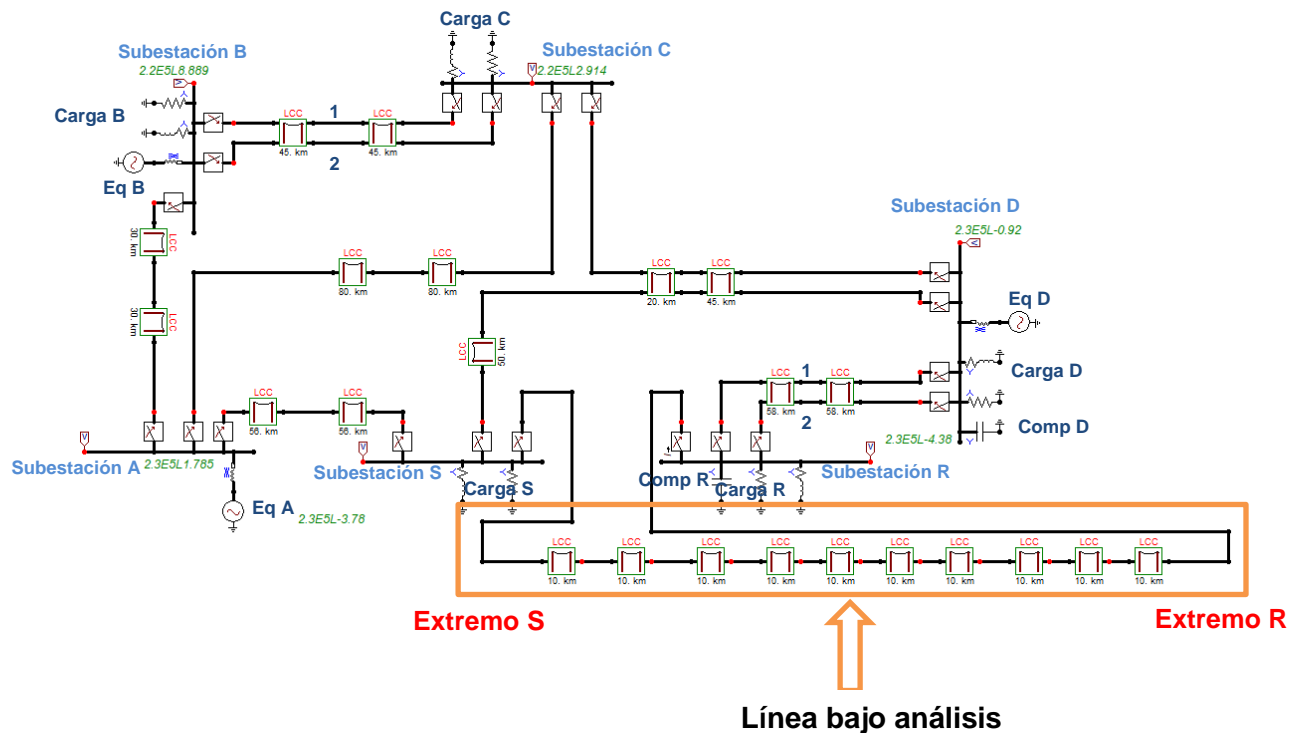 Carga C
Subestación B
Subestación C
2.2E5L8.889
2.2E5L2.914
V
V
Carga B
LCC
1
LCC
45. km
45. km
2
Eq B
Subestación D
2.3E5L-0.92
V
LCC
30. km
LCC
LCC
80. km
80. km
LCC
LCC
20. km
45. km
Eq D
LCC
30. km
LCC
50. km
LCC
1
LCC
Carga D
58. km
58. km
2
LCC
LCC
56. km
56. km
Comp D
V
2.3E5L-4.38
V
V
Subestación A
2.3E5L1.785
Subestación S
Carga S
Comp R
Carga R
Subestación R
Eq A
2.3E5L-3.78
LCC
LCC
LCC
LCC
LCC
LCC
LCC
LCC
LCC
LCC
10. km
10. km
10. km
10. km
10. km
10. km
10. km
10. km
10. km
10. km
Extremo S
Extremo R
Línea bajo análisis